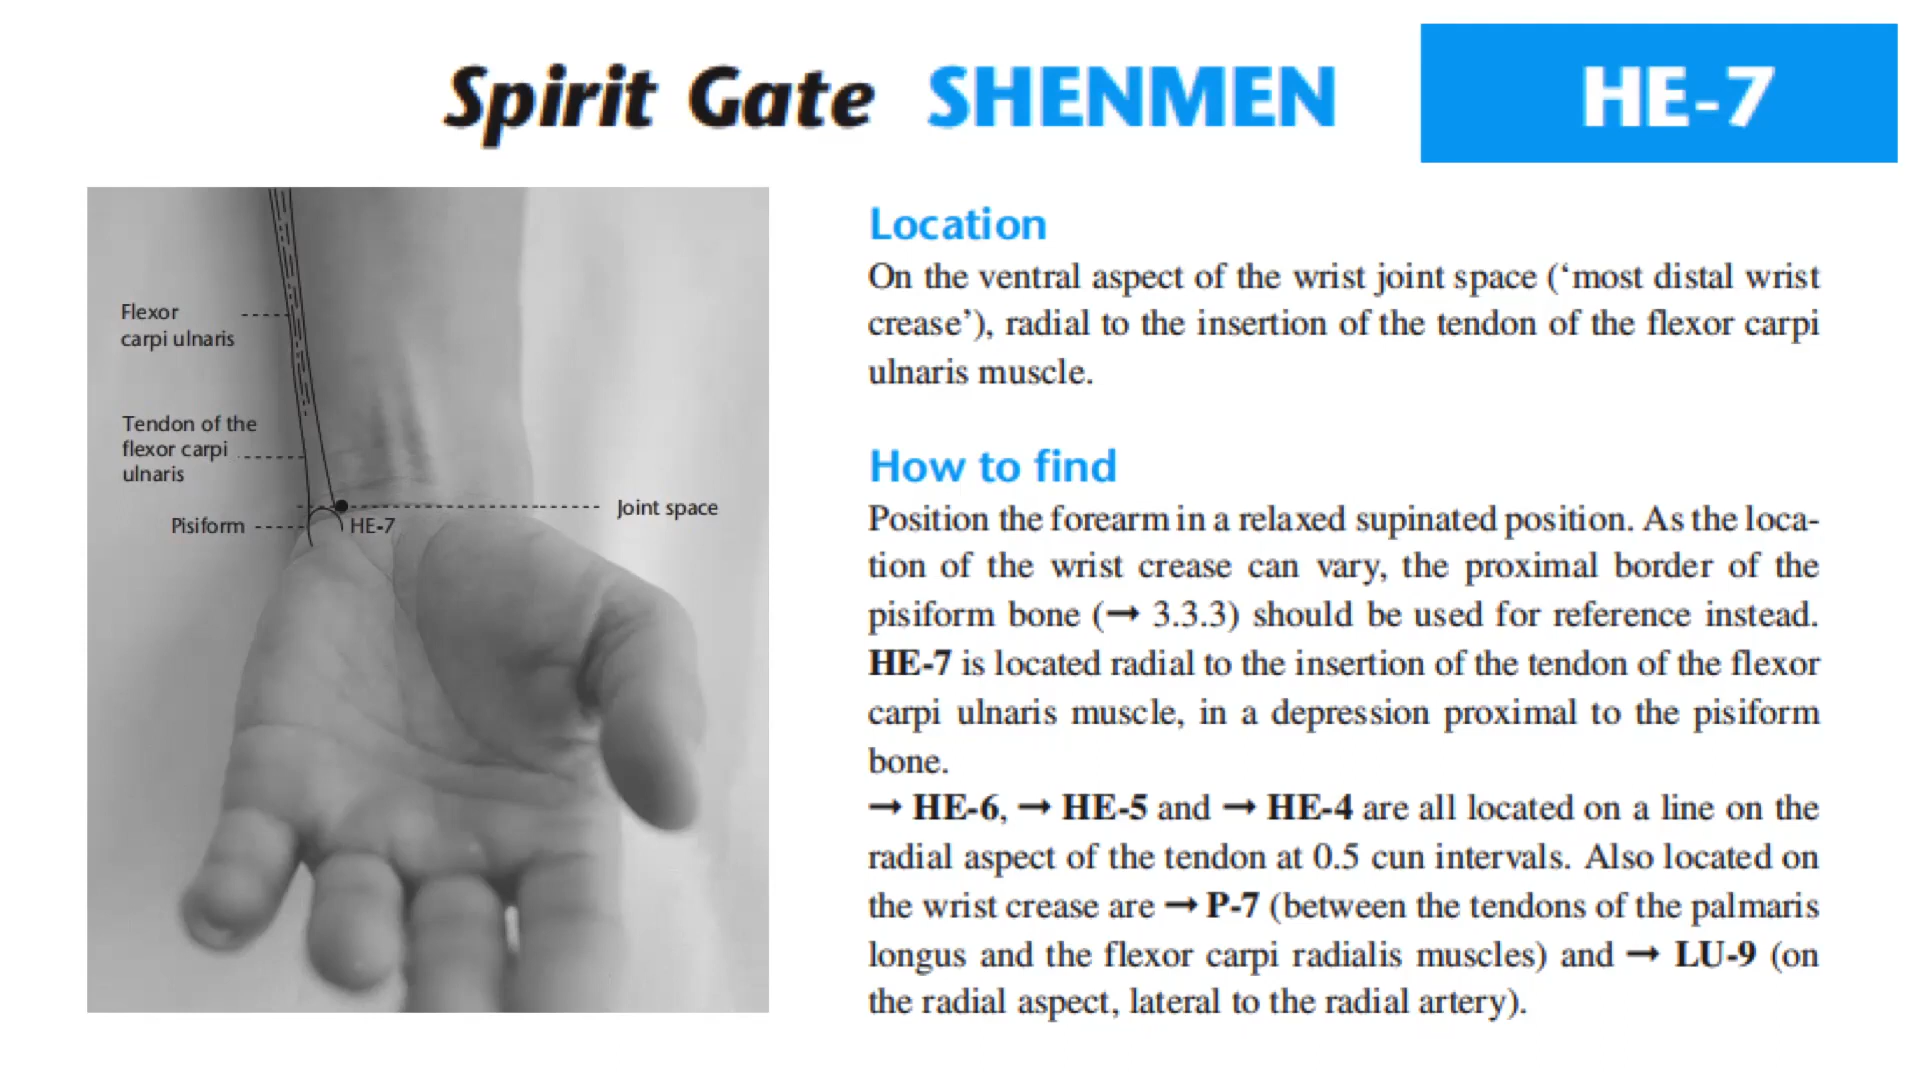 Spirit Gate SHENMEN HE-7
Flexor
carpi ulnaris
Tendon of the
flexor carpi
ulnaris
Joint space
Pisiform
HE-7
Location
On the ventral aspect of the wrist joint space (‘most distal wrist
crease’), radial to the insertion of the tendon of the flexor carpi
ulnaris muscle.
How to find
Position the forearm in a relaxed supinated position. As the loca-
tion of the wrist crease can vary, the proximal border of the
pisiform bone (→ 3.3.3) should be used for reference instead.
HE-7 is located radial to the insertion of the tendon of the flexor
carpi ulnaris muscle, in a depression proximal to the pisiform
bone.
→ HE-6, → HE-5 and → HE-4 are all located on a line on the
radial aspect of the tendon at 0.5 cun intervals. Also located on
the wrist crease are → P-7 (between the tendons of the palmaris
longus and the flexor carpi radialis muscles) and → LU-9 (on
the radial aspect, lateral to the radial artery).